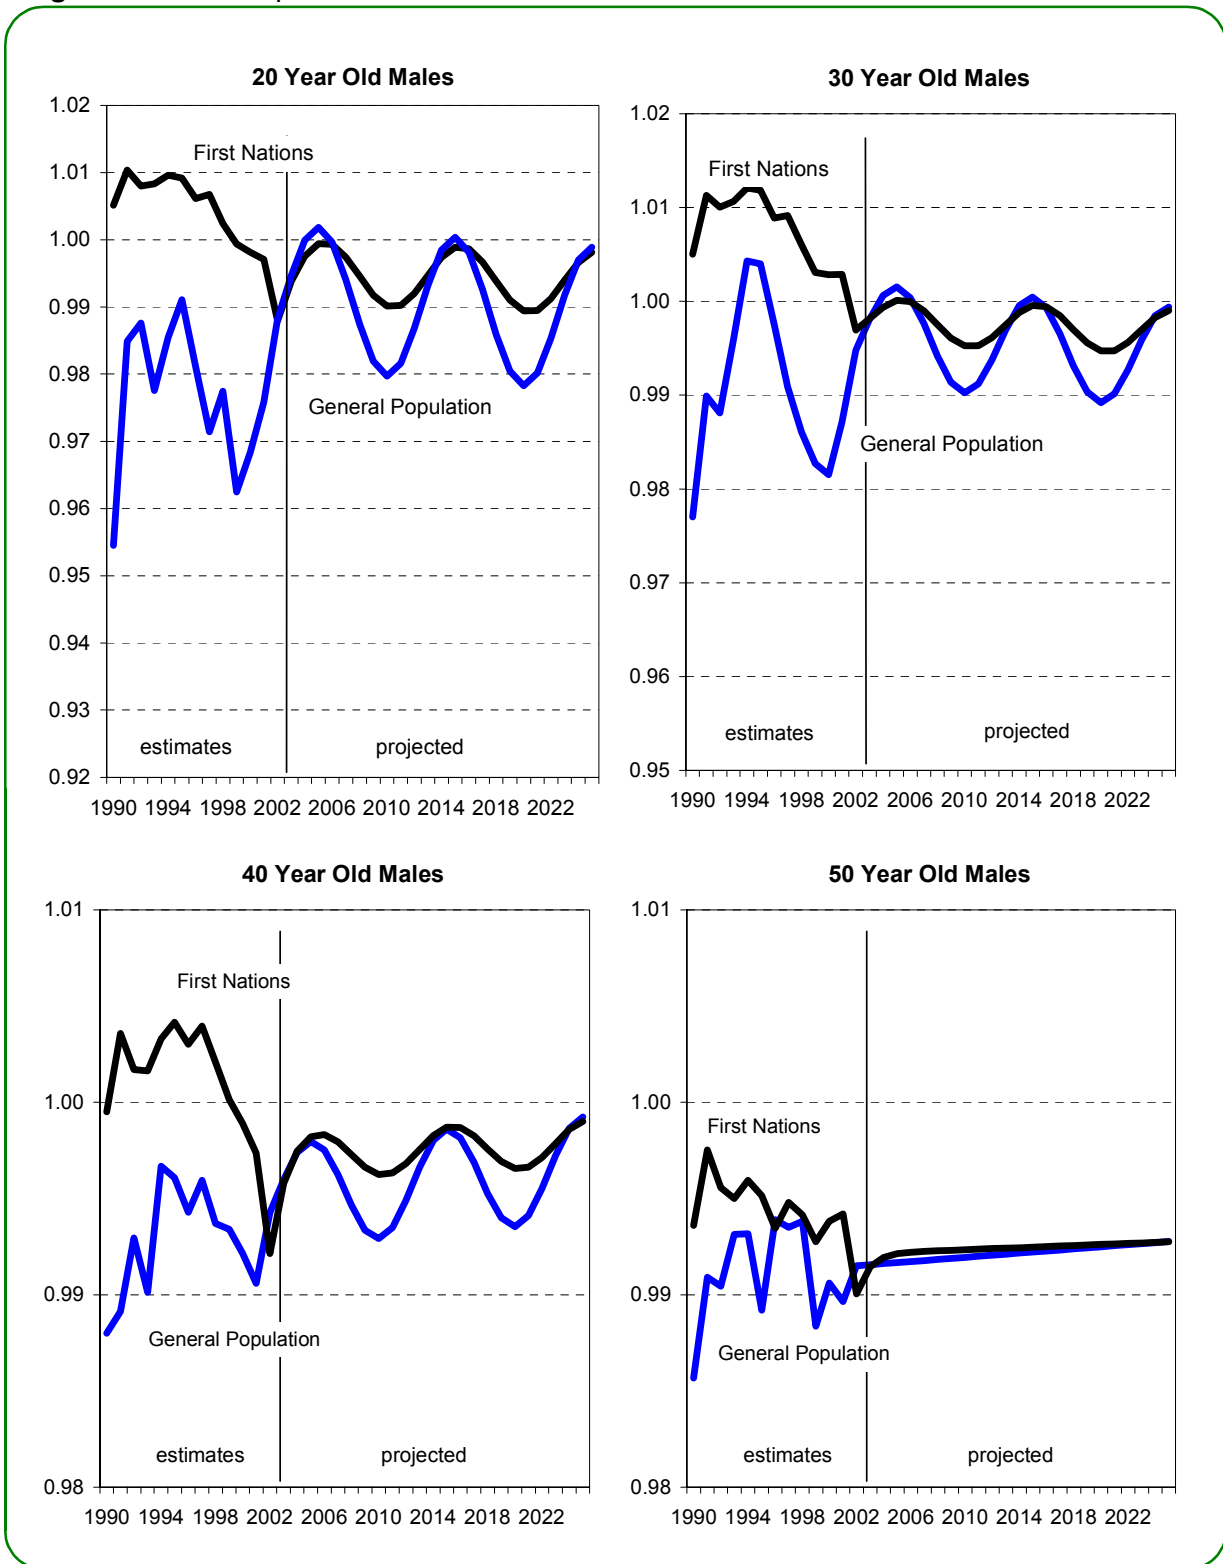 20 Year Old Males
1.02
1.01
1.00
0.99
0.98
0.97
0.96
0.95
0.94
0.93
0.92
First Nations
General Population
estimates projected
1990 1994 1998 2002 2006 2010 2014 2018 2022
30 Year Old Males
1.02
1.01
1.00
0.99
0.98
0.97
0.96
0.95
First Nations
General Population
estimates projected
1990 1994 1998 2002 2006 2010 2014 2018 2022
40 Year Old Males
1.01
1.00
0.99
0.98
First Nations
General Population
estimates projected
1990 1994 1998 2002 2006 2010 2014 2018 2022
50 Year Old Males
1.01
1.00
0.99
0.98
First Nations
General Population
estimates projected
1990 1994 1998 2002 2006 2010 2014 2018 2022